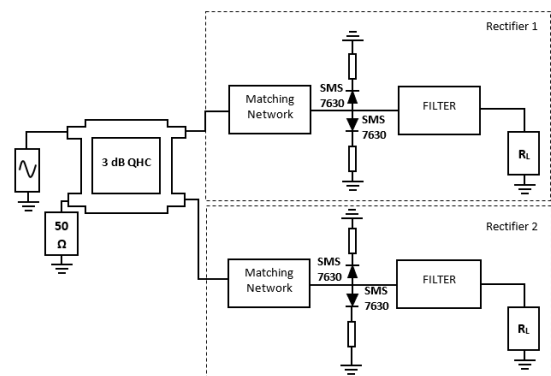 Rectifier 1
SMS
7630
Matching
Network
FILTER
SMS
7630
3 dB QHC
RL
50
Ω
Rectifier 2
SMS
7630
Matching
Network
FILTER
SMS
7630
RL